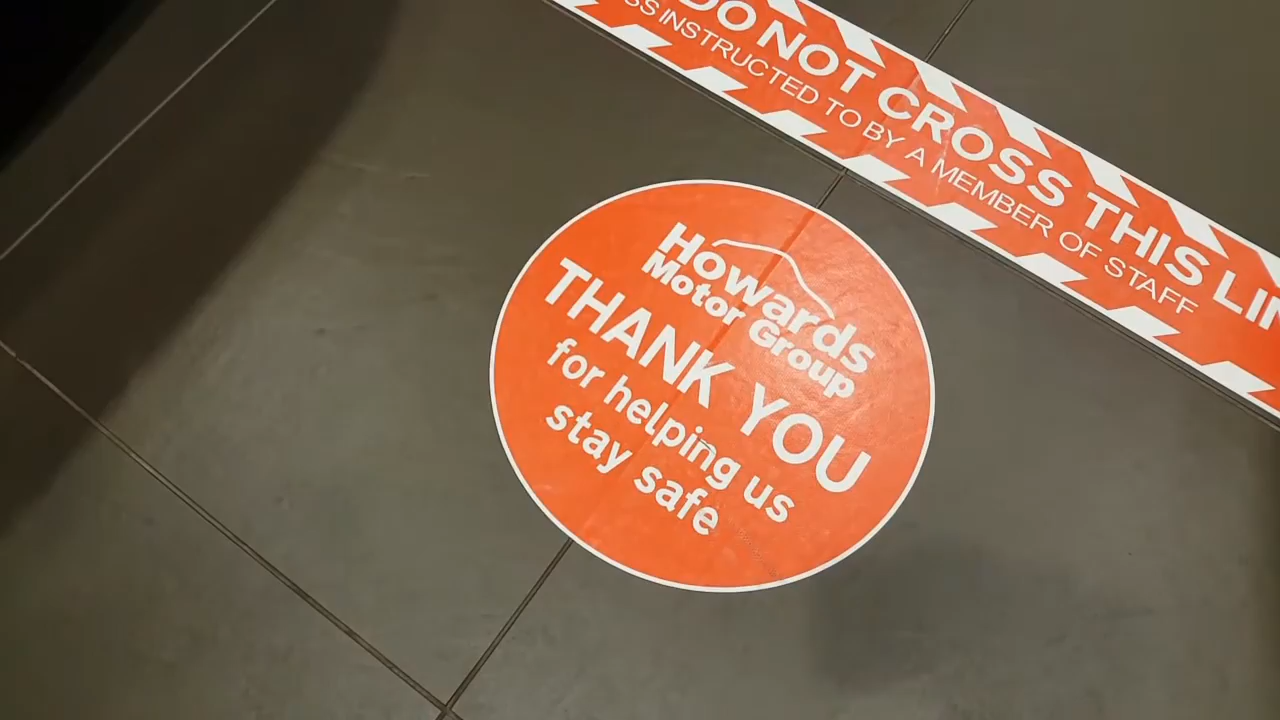 DO NOT CROSS THIS
INSTRUCTED TO BY A MEMBER OF STAFF
Howards
Motor Group
THANK YOU
for helping us
stay safe